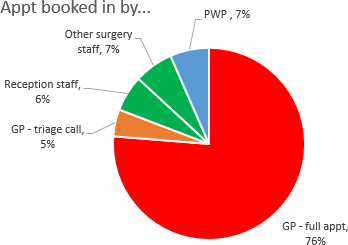 Appt booked in by...
PWP , 7%
Other surgery
staff, 7%
Reception staff,
6%
GP - triage call,
5%
GP - full appt,
76%